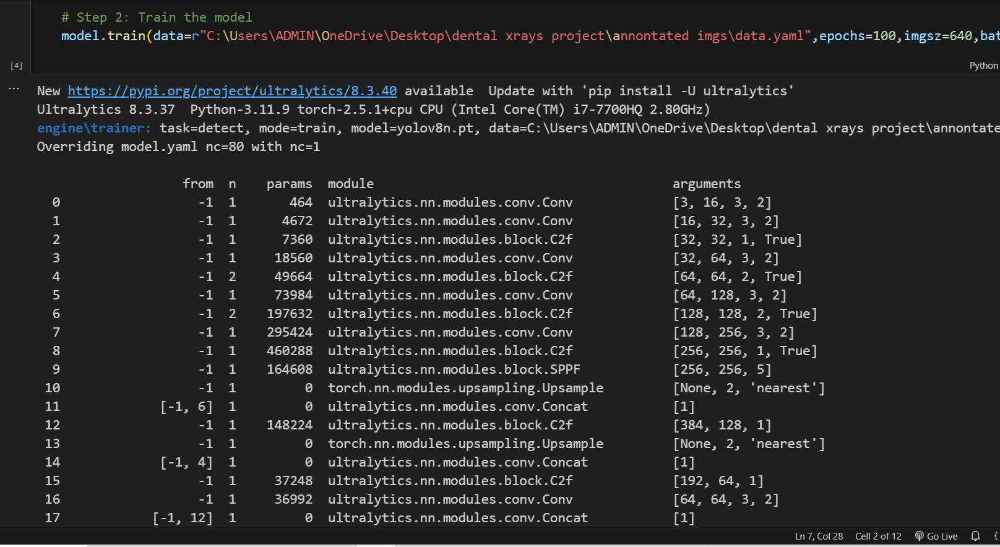 # Step 2: Train the model
model.train(data=r"C:\Users\ADMIN\OneDrive\Desktop\dental xrays project\annontated imgs\data.yaml",epochs=100,imgsz=640,bat
[4]
Python
...
New https://pypi.org/project/ultralytics/8.3.40 available  Update with 'pip install -U ultralytics'
Ultralytics 8.3.37  Python-3.11.9 torch-2.5.1+cpu CPU (Intel Core(TM) i7-7700HQ 2.80GHz)
engine\trainer: task=detect, mode=train, model=yolov8n.pt, data=C:\Users\ADMIN\OneDrive\Desktop\dental xrays project\annontate
Overriding model.yaml nc=80 with nc=1
from  n    params  module                                       arguments
0                  -1  1       464  ultralytics.nn.modules.conv.Conv             [3, 16, 3, 2]
1                  -1  1      4672  ultralytics.nn.modules.conv.Conv             [16, 32, 3, 2]
2                  -1  1      7360  ultralytics.nn.modules.block.C2f             [32, 32, 1, True]
3                  -1  1     18560  ultralytics.nn.modules.conv.Conv             [32, 64, 3, 2]
4                  -1  2     49664  ultralytics.nn.modules.block.C2f             [64, 64, 2, True]
5                  -1  1     73984  ultralytics.nn.modules.conv.Conv             [64, 128, 3, 2]
6                  -1  2    197632  ultralytics.nn.modules.block.C2f             [128, 128, 2, True]
7                  -1  1    295424  ultralytics.nn.modules.conv.Conv             [128, 256, 3, 2]
8                  -1  1    460288  ultralytics.nn.modules.block.C2f             [256, 256, 1, True]
9                  -1  1    164608  ultralytics.nn.modules.block.SPPF            [256, 256, 5]
10                  -1  1         0  torch.nn.modules.upsampling.Upsample         [None, 2, 'nearest']
11             [-1, 6]  1         0  ultralytics.nn.modules.conv.Concat           [1]
12                  -1  1    148224  ultralytics.nn.modules.block.C2f             [384, 128, 1]
13                  -1  1         0  torch.nn.modules.upsampling.Upsample         [None, 2, 'nearest']
14             [-1, 4]  1         0  ultralytics.nn.modules.conv.Concat           [1]
15                  -1  1     37248  ultralytics.nn.modules.block.C2f             [192, 64, 1]
16                  -1  1     36992  ultralytics.nn.modules.conv.Conv             [64, 64, 3, 2]
17            [-1, 12]  1         0  ultralytics.nn.modules.conv.Concat           [1]
Ln 7, Col 28  Cell 2 of 12  Go Live  {